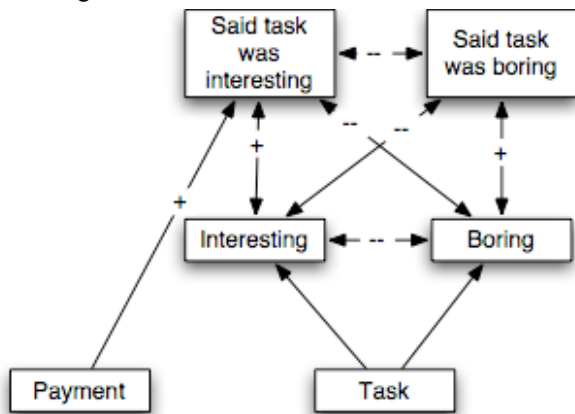 Said task
was
interesting
--
Said task
was boring
--
--
+
+
+
Interesting
--
Boring
Payment
Task